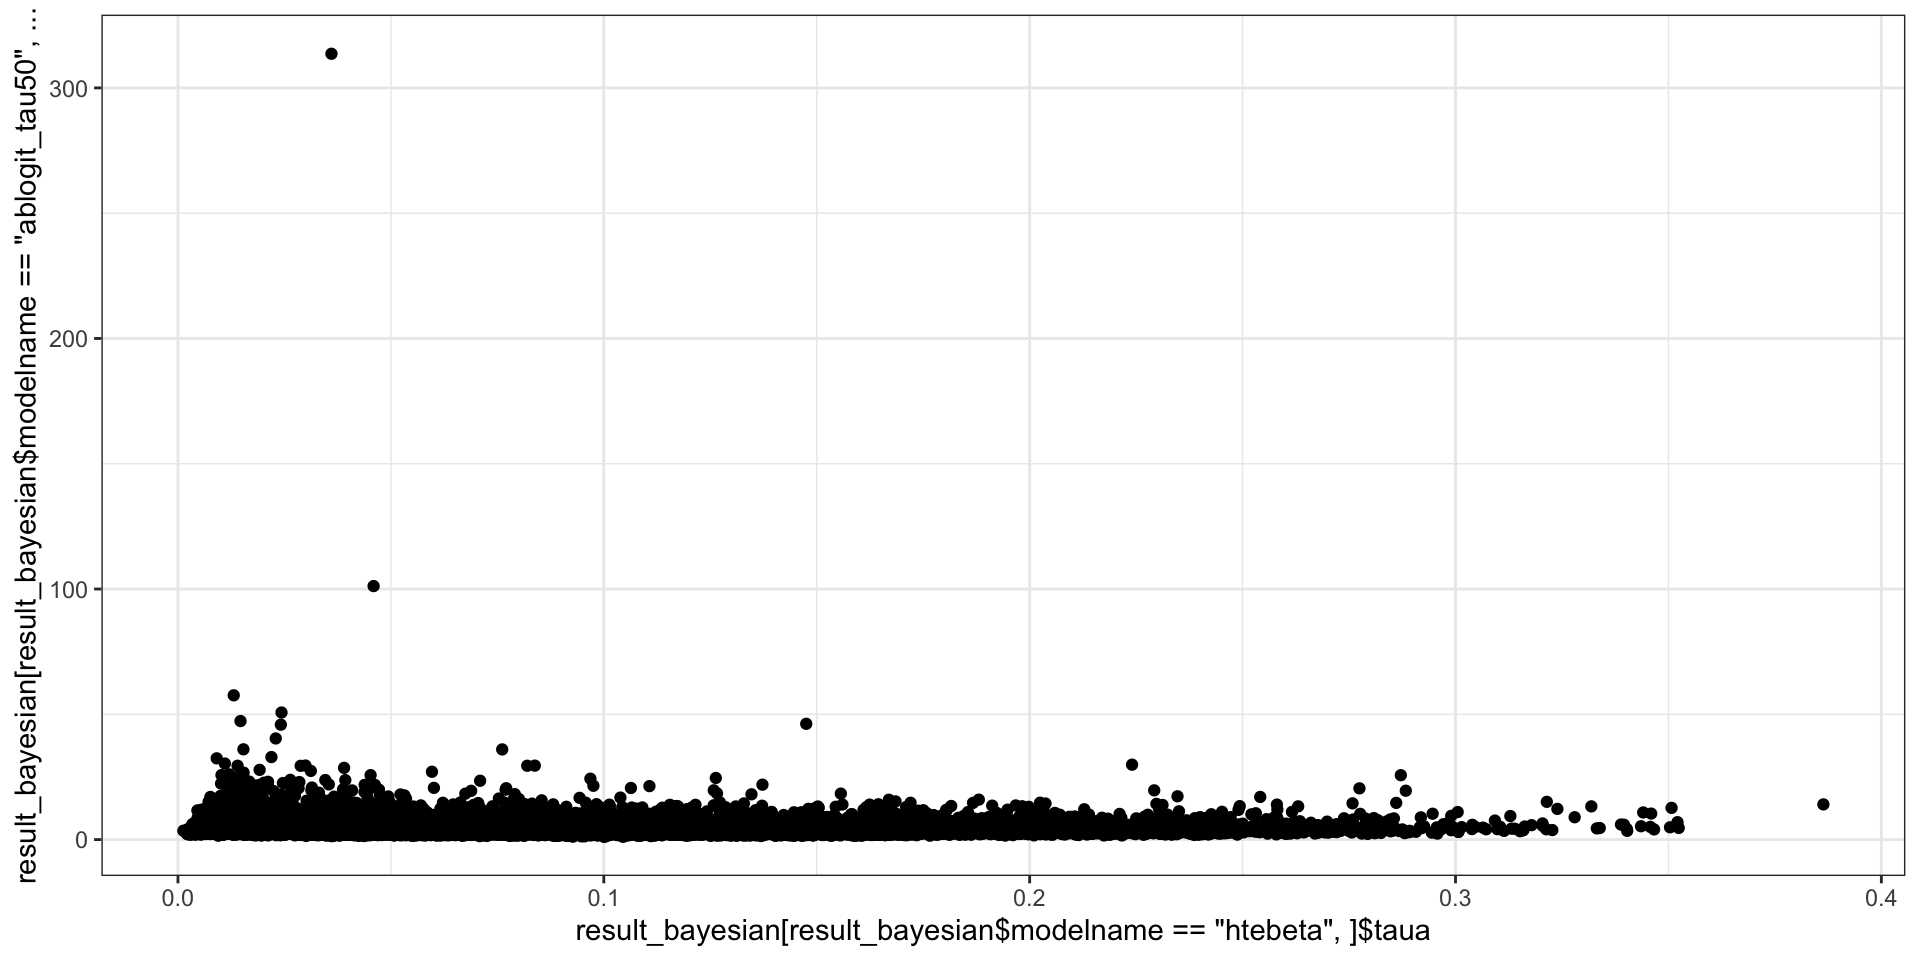 result_bayesian[result_bayesian$modelname == "ablogit_tau50", ...
300
200
100
0
0.0 0.1 0.2 0.3 0.4
result_bayesian[result_bayesian$modelname == "htebeta", ]$taua